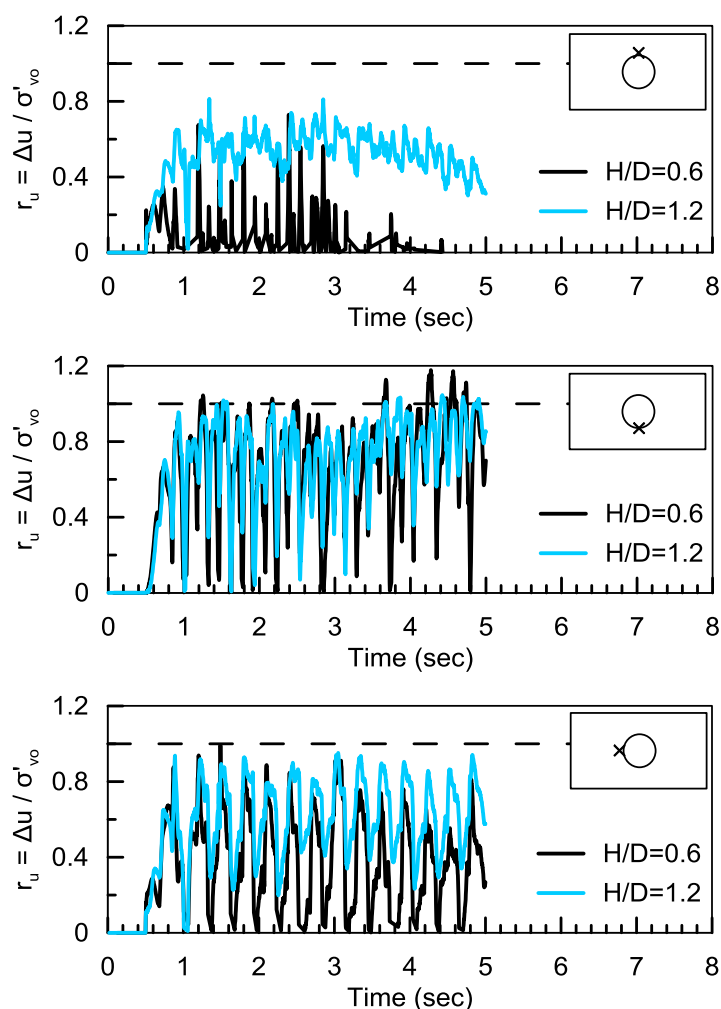 1.2
0.8
0.4
0
r_u = Δu / σ'_vo
H/D=0.6
H/D=1.2
0 1 2 3 4 5 6 7 8
Time (sec)
1.2
0.8
0.4
0
r_u = Δu / σ'_vo
H/D=0.6
H/D=1.2
0 1 2 3 4 5 6 7 8
Time (sec)
1.2
0.8
0.4
0
r_u = Δu / σ'_vo
H/D=0.6
H/D=1.2
0 1 2 3 4 5 6 7 8
Time (sec)